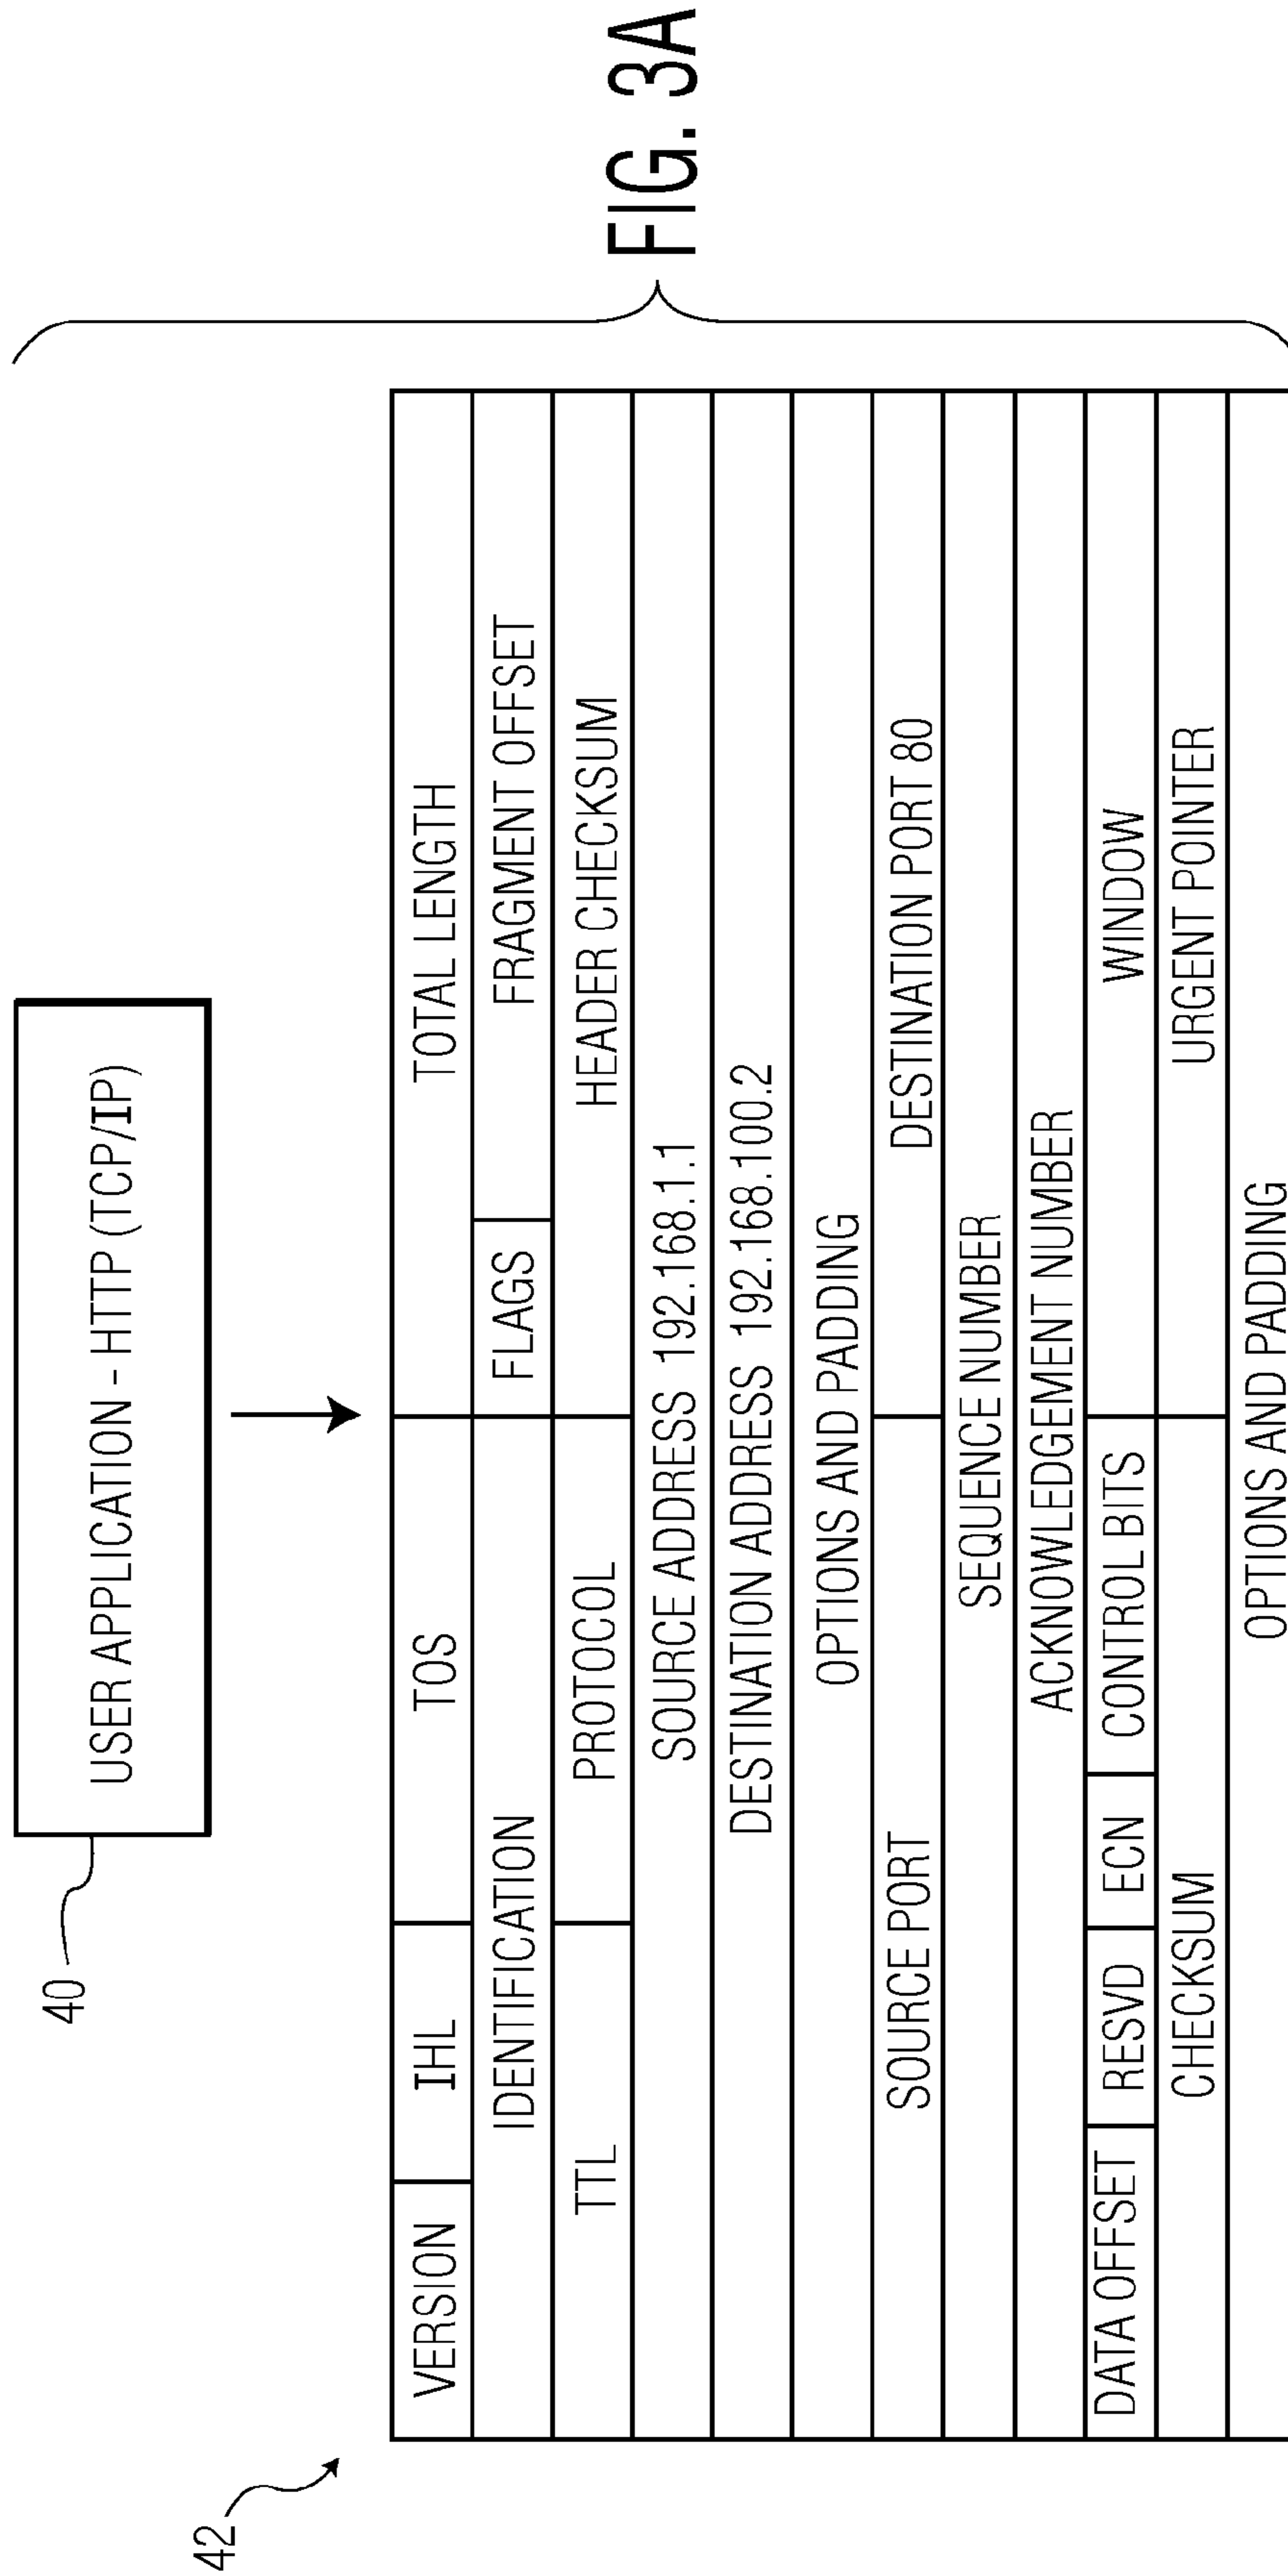 40
USER APPLICATION - HTTP (TCP/IP)
42
VERSION IHL TOS TOTAL LENGTH
IDENTIFICATION FLAGS FRAGMENT OFFSET
TTL PROTOCOL HEADER CHECKSUM
SOURCE ADDRESS 192.168.1.1
DESTINATION ADDRESS 192.168.100.2
OPTIONS AND PADDING
SOURCE PORT DESTINATION PORT 80
SEQUENCE NUMBER
ACKNOWLEDGEMENT NUMBER
DATA OFFSET RESVD ECN CONTROL BITS WINDOW
CHECKSUM URGENT POINTER
OPTIONS AND PADDING
FIG. 3A